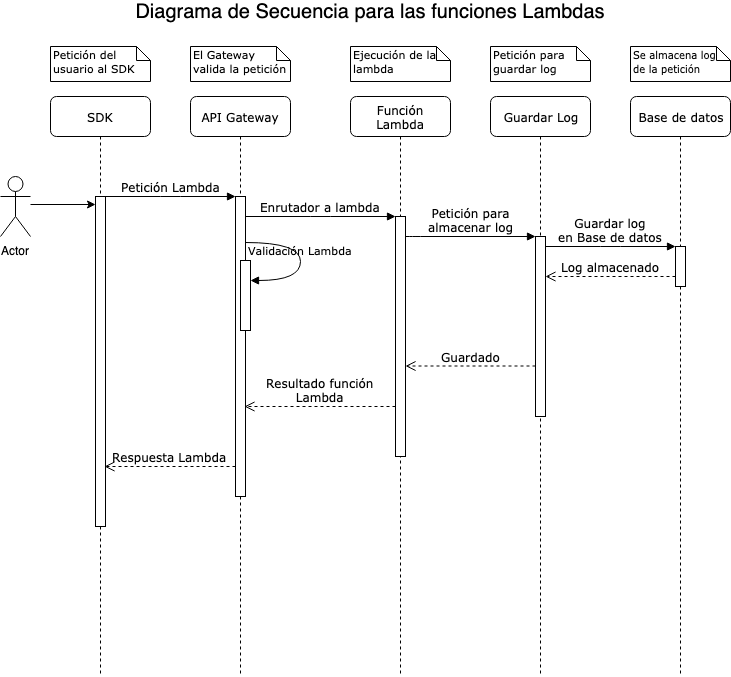 Diagrama de Secuencia para las funciones Lambdas
Petición del
usuario al SDK
El Gateway
valida la petición
Ejecución de la
lambda
Petición para
guardar log
Se almacena log
de la petición
SDK
API Gateway
Función
Lambda
Guardar Log
Base de datos
Actor
Petición Lambda
Enrutador a lambda
Petición para
almacenar log
Guardar log
en Base de datos
Validación Lambda
Log almacenado
Guardado
Resultado función
Lambda
Respuesta Lambda